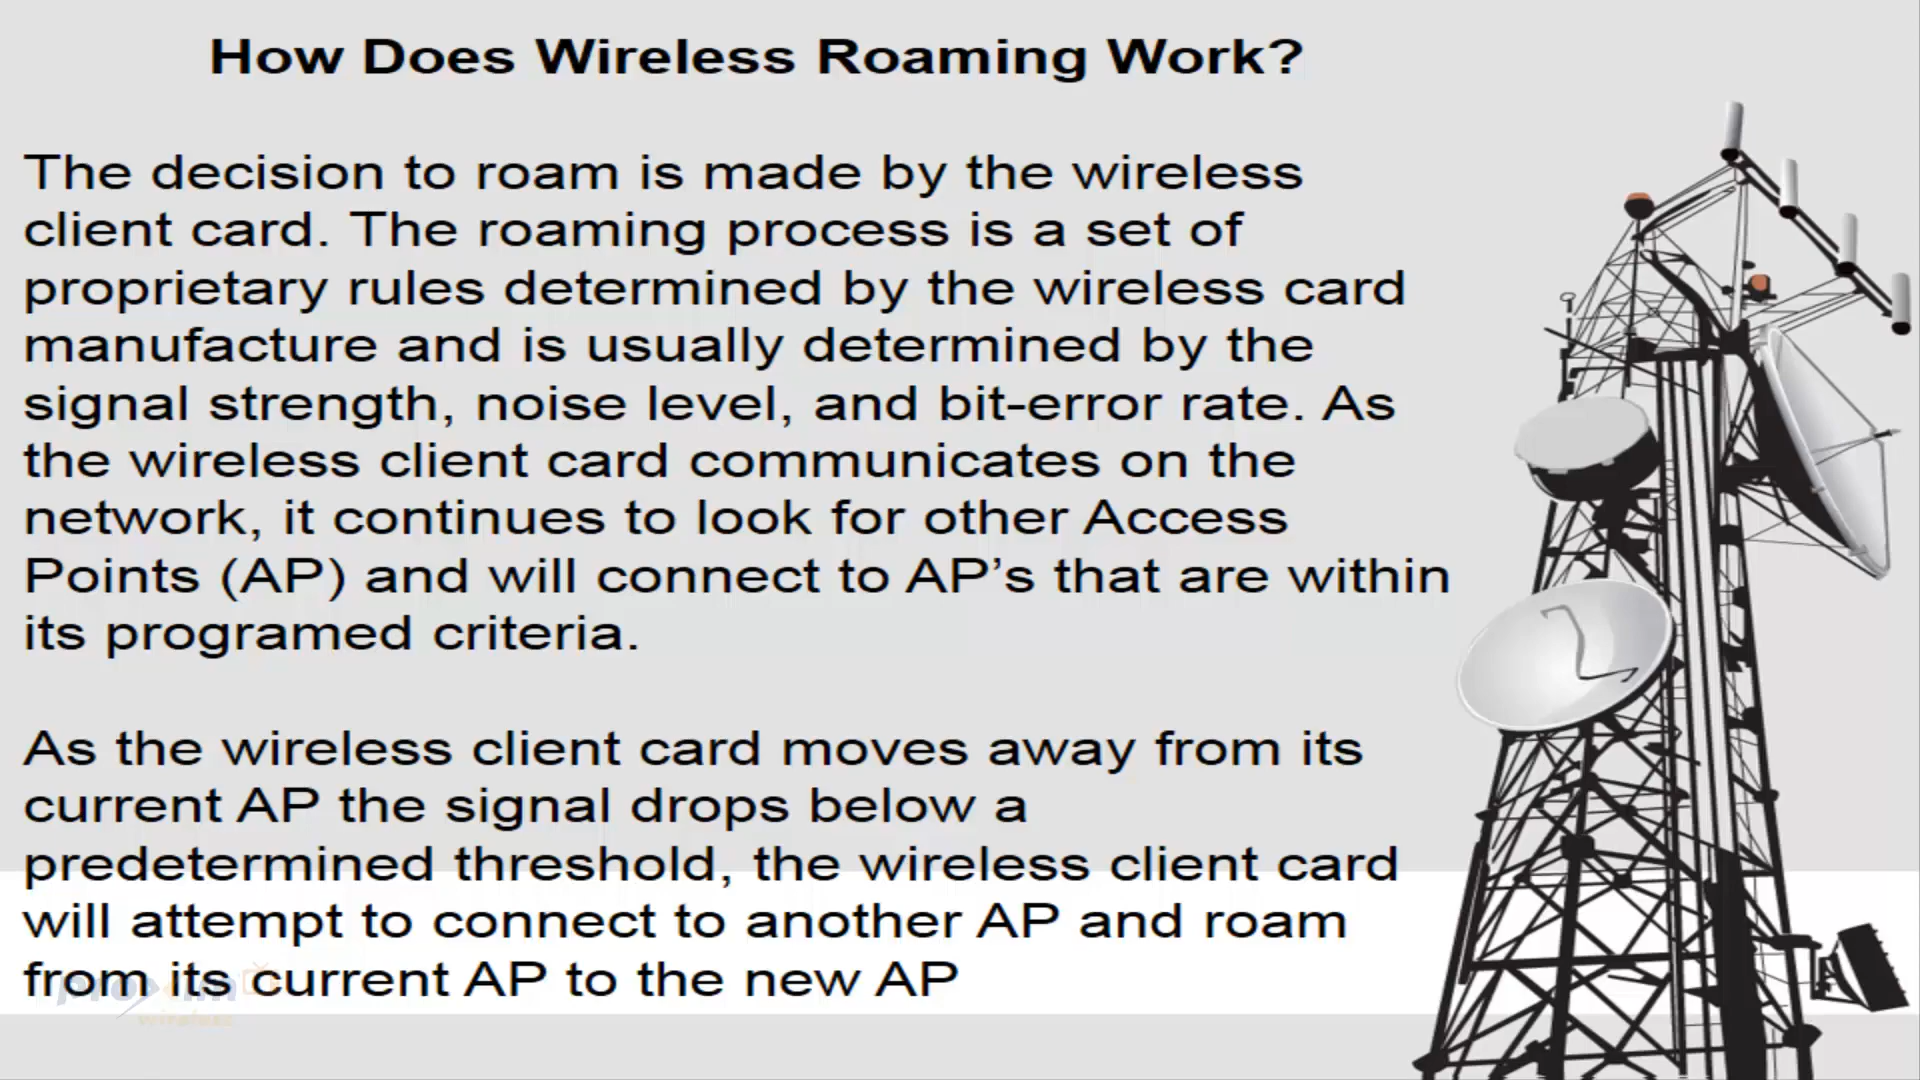 How Does Wireless Roaming Work?
The decision to roam is made by the wireless
client card. The roaming process is a set of
proprietary rules determined by the wireless card
manufacture and is usually determined by the
signal strength, noise level, and bit-error rate. As
the wireless client card communicates on the
network, it continues to look for other Access
Points (AP) and will connect to AP’s that are within
its programed criteria.
As the wireless client card moves away from its
current AP the signal drops below a
predetermined threshold, the wireless client card
will attempt to connect to another AP and roam
from its current AP to the new AP
wireless